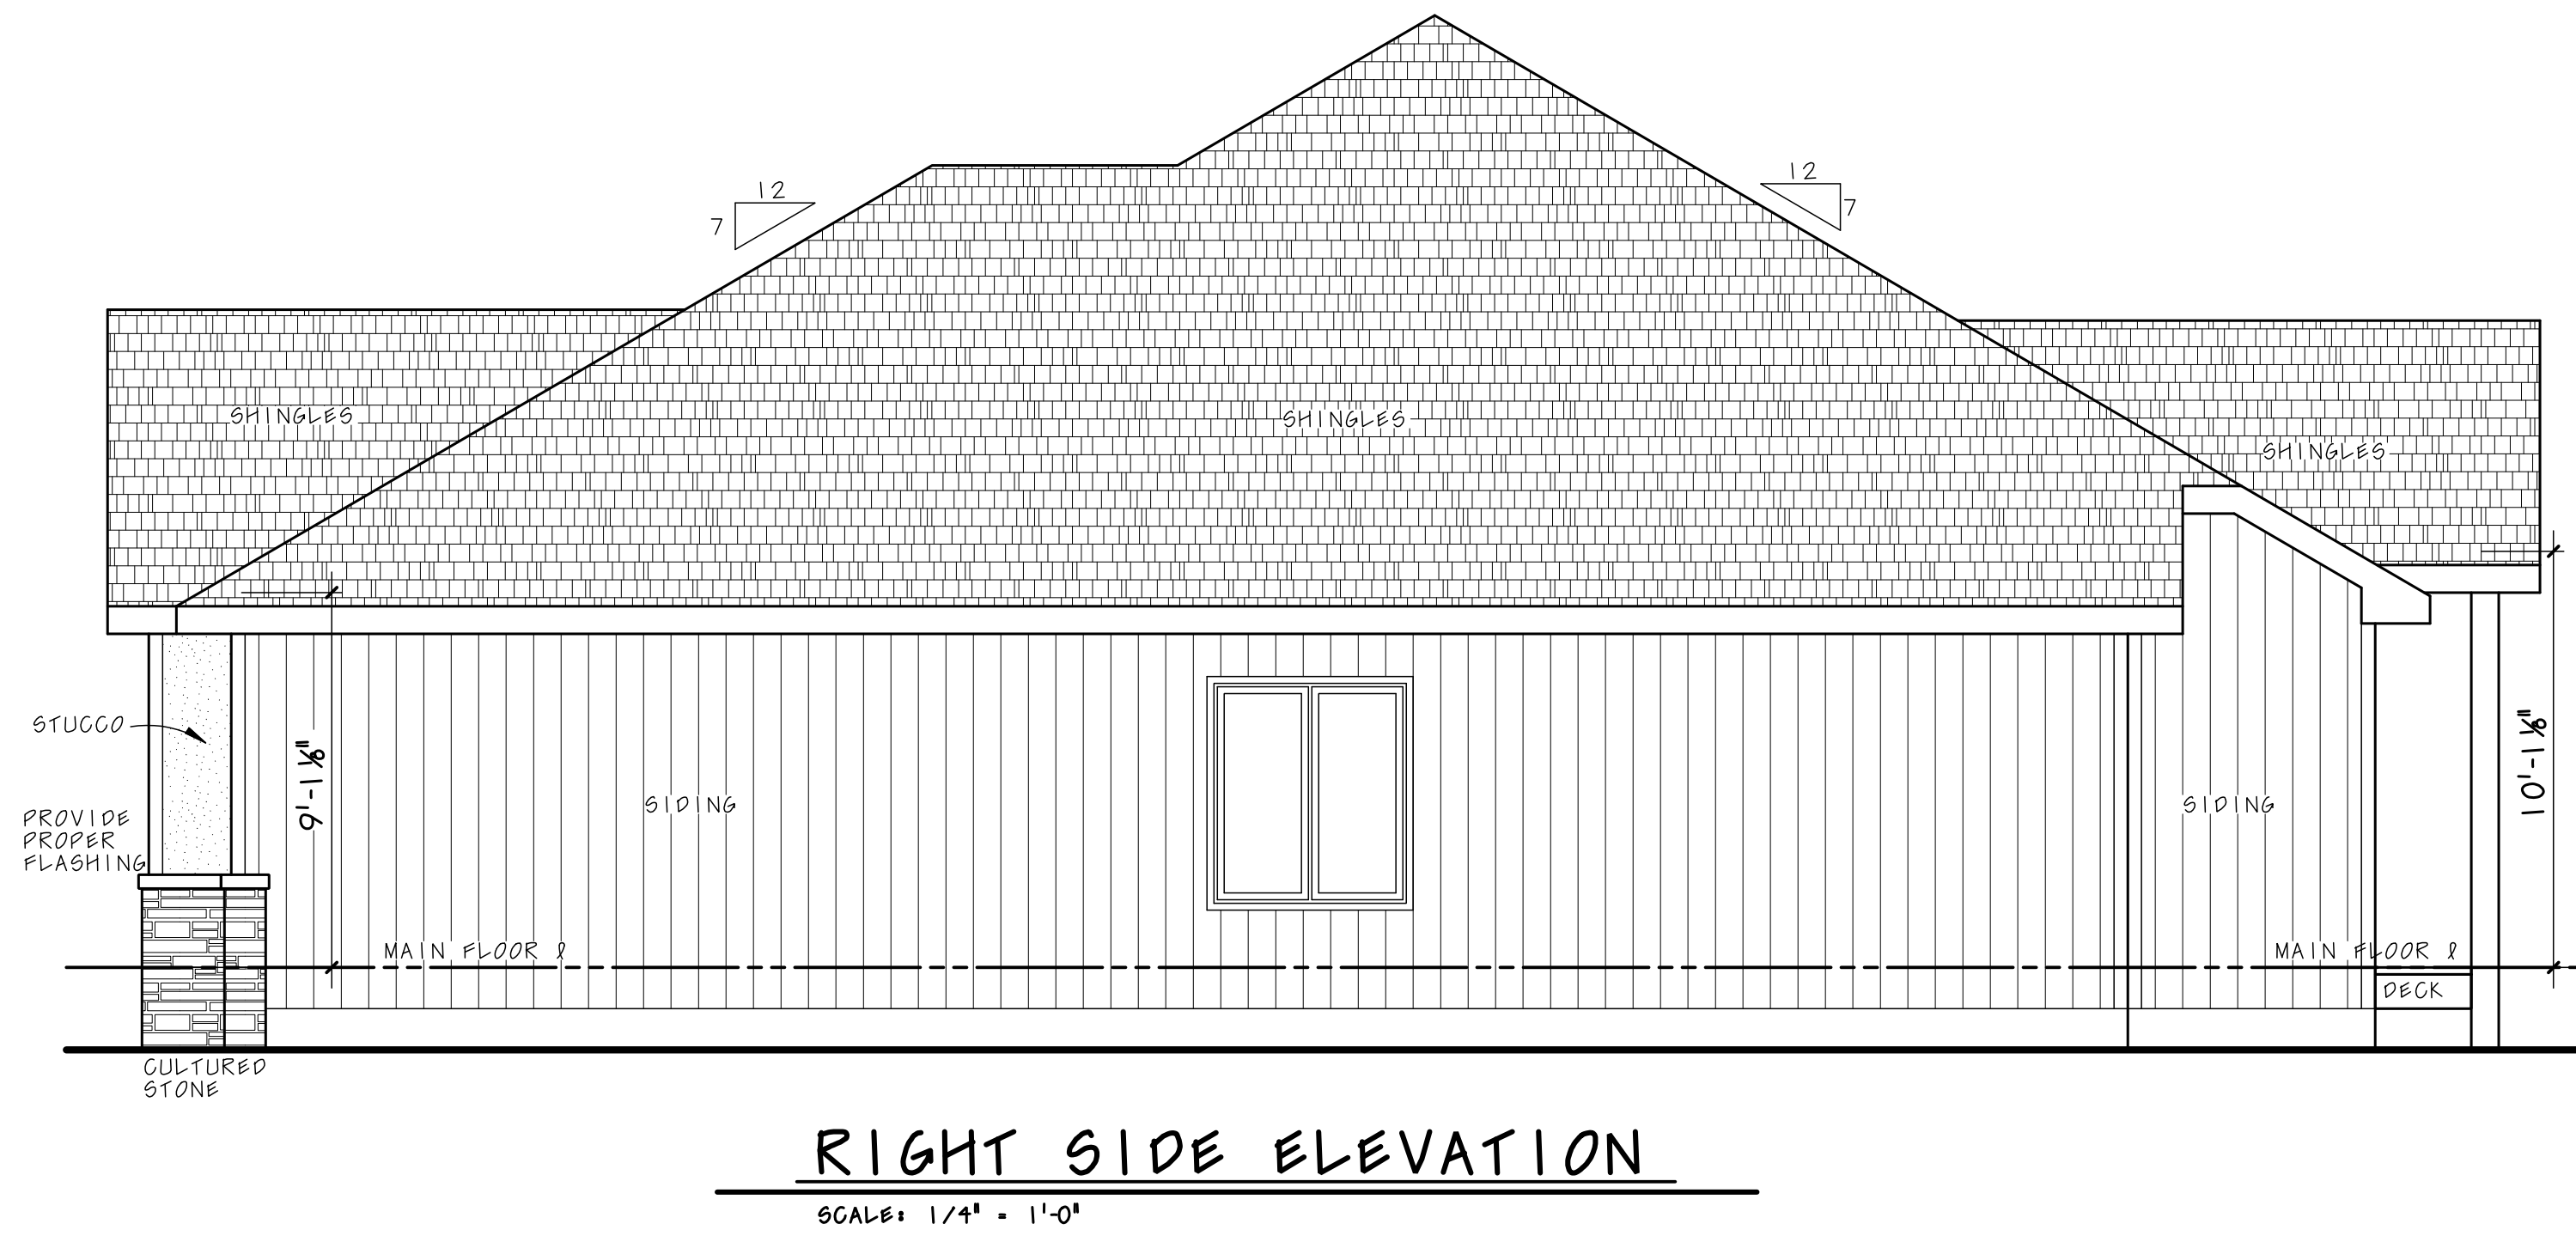 12
7
12
7
SHINGLES
SHINGLES
SHINGLES
STUCCO
9'-1 1/8"
10'-1 1/8"
SIDING
SIDING
PROVIDE
PROPER
FLASHING
MAIN FLOOR ℓ
MAIN FLOOR ℓ
DECK
CULTURED
STONE
RIGHT SIDE ELEVATION
SCALE: 1/4" = 1'-0"